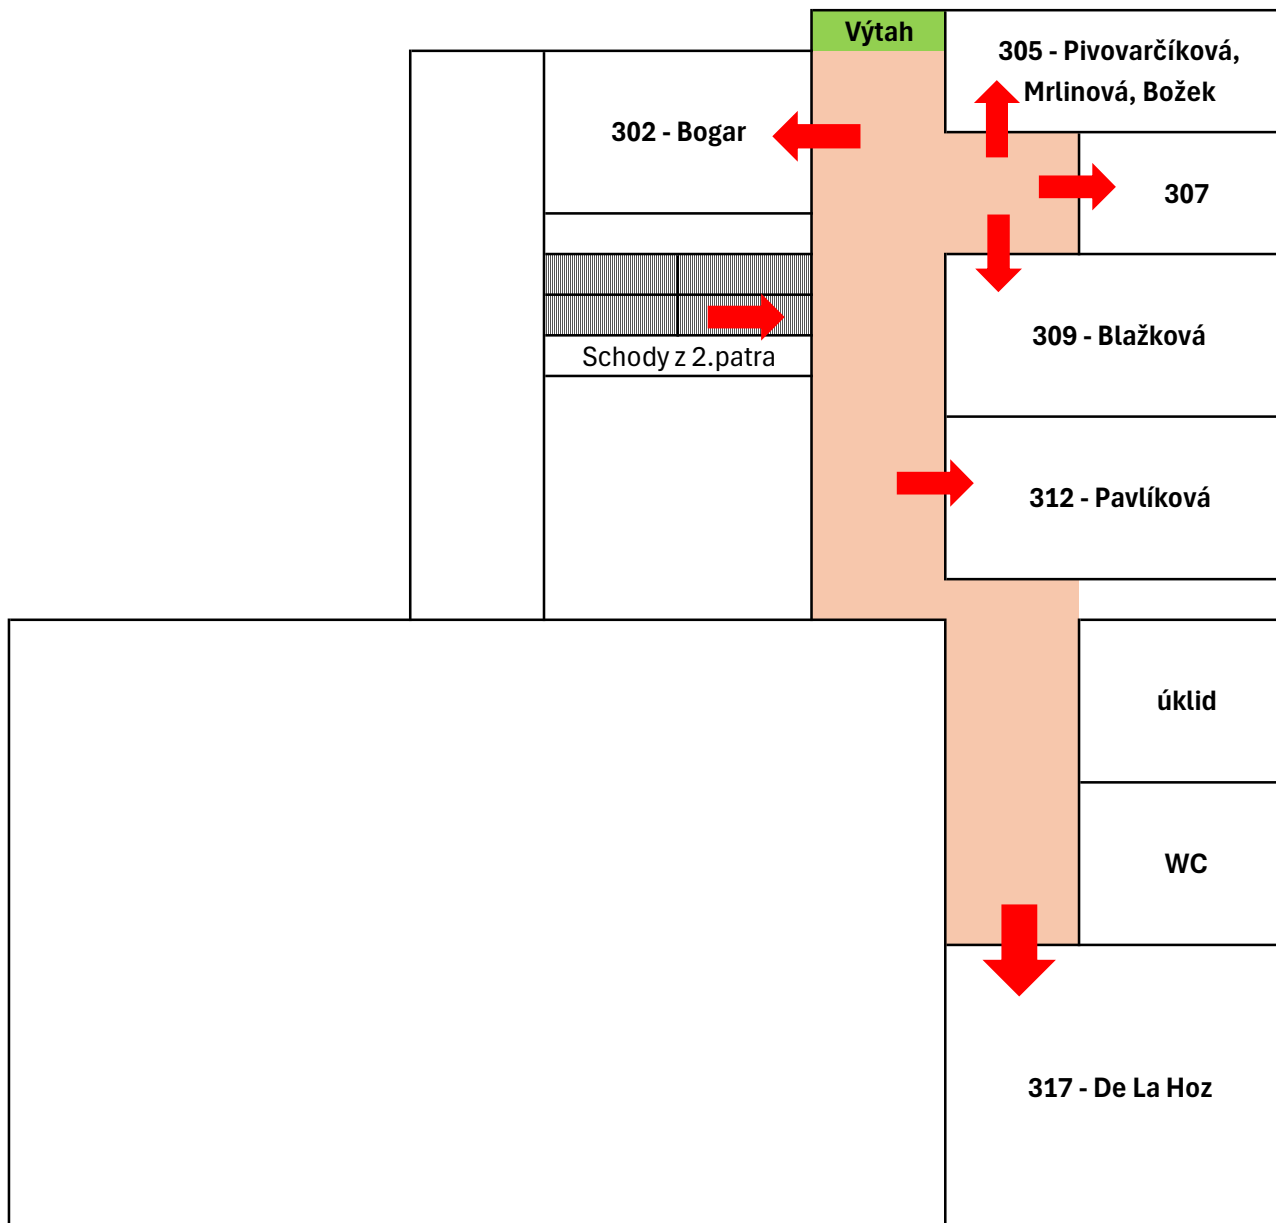 Výtah
305 - Pivovarčíková,
Mrlinová, Božek
302 - Bogar
307
309 - Blažková
Schody z 2.patra
312 - Pavlíková
úklid
WC
317 - De La Hoz